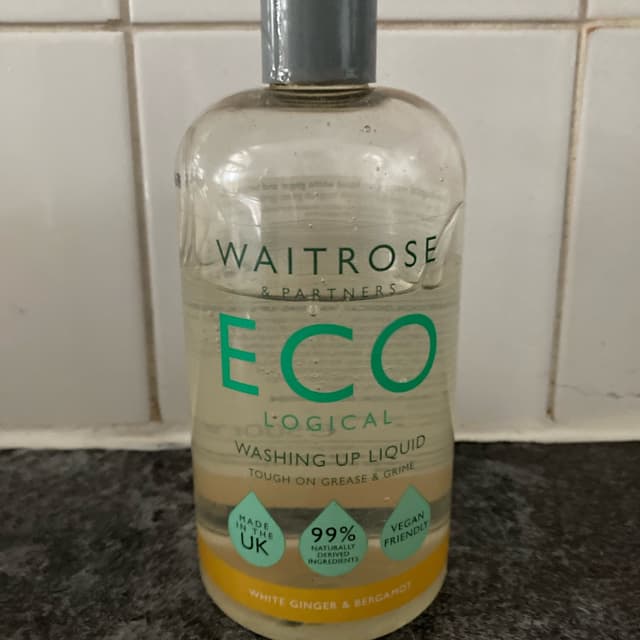 WAITROSE
& PARTNERS
ECO
LOGICAL
WASHING UP LIQUID
TOUGH ON GREASE & GRIME
MADE
IN THE
UK
99%
NATURALLY
DERIVED
INGREDIENTS
VEGAN
FRIENDLY
WHITE GINGER & BERGAMOT